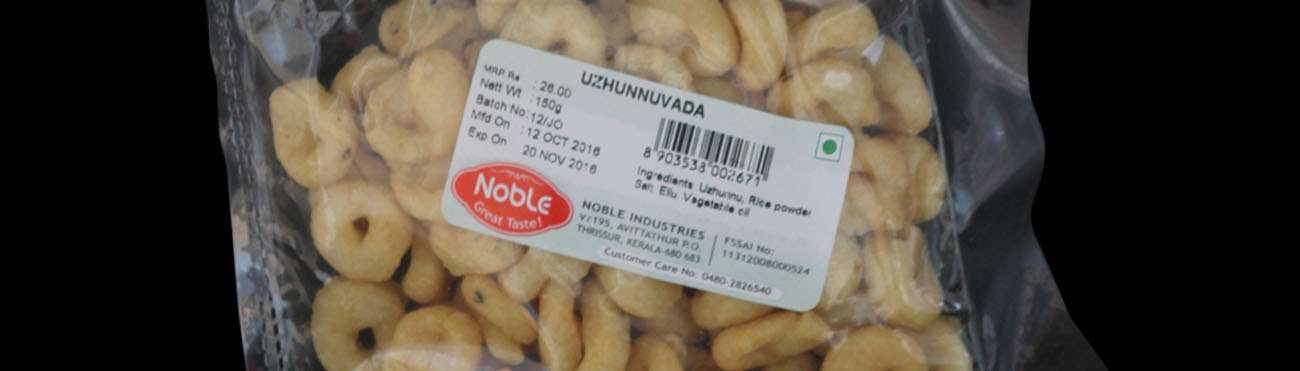 UZHUNNUVADA
MRP Rs : 26.00
Nett Wt : 150g
Batch No: 12/JO
Mfd On : 12 OCT 2016
Exp On 20 NOV 2016
8 903538 002671
Ingredients Uzhunnu, Rice powder
Salt, Ellu, Vegetable oil
Noble
Great Taste!
NOBLE INDUSTRIES
V/195, AVITTATHUR P.O.
THRISSUR, KERALA-680 683
FSSAI No:
11312008000524
Customer Care No: 0480-2826540